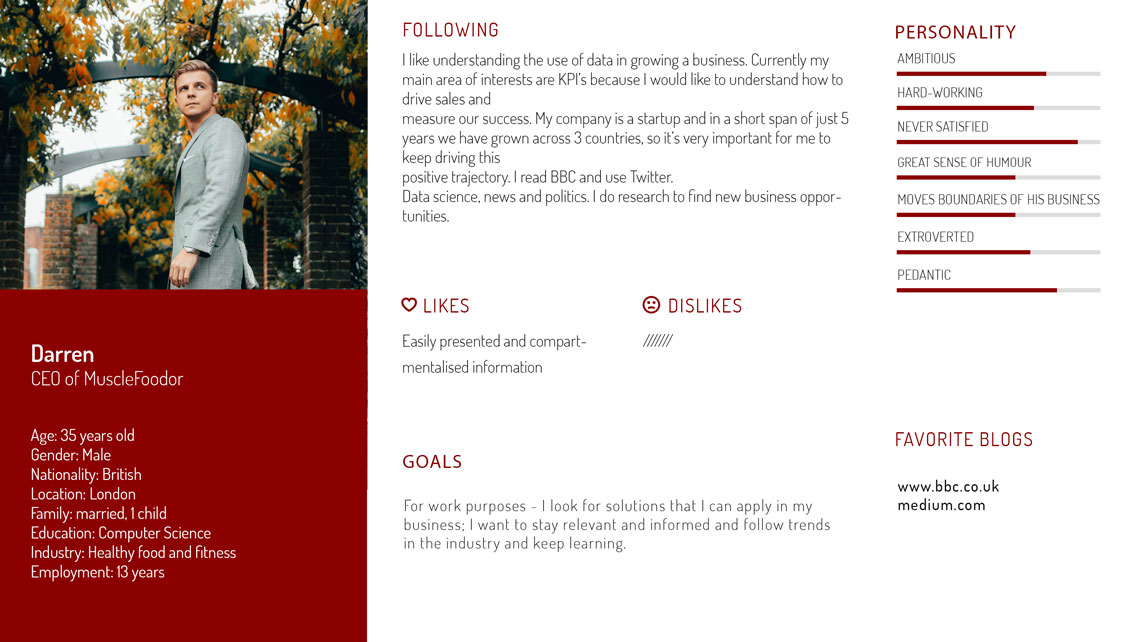 Darren
CEO of MuscleFoodor
Age: 35 years old
Gender: Male
Nationality: British
Location: London
Family: married, 1 child
Education: Computer Science
Industry: Healthy food and fitness
Employment: 13 years
FOLLOWING
I like understanding the use of data in growing a business. Currently my
main area of interests are KPI's because I would like to understand how to
drive sales and
measure our success. My company is a startup and in a short span of just 5
years we have grown across 3 countries, so it's very important for me to
keep driving this
positive trajectory. I read BBC and use Twitter.
Data science, news and politics. I do research to find new business oppor-
tunities.
LIKES
Easily presented and compart-
mentalised information
DISLIKES
///////
GOALS
For work purposes - I look for solutions that I can apply in my
business; I want to stay relevant and informed and follow trends
in the industry and keep learning.
PERSONALITY
AMBITIOUS
HARD-WORKING
NEVER SATISFIED
GREAT SENSE OF HUMOUR
MOVES BOUNDARIES OF HIS BUSINESS
EXTROVERTED
PEDANTIC
FAVORITE BLOGS
www.bbc.co.uk
medium.com